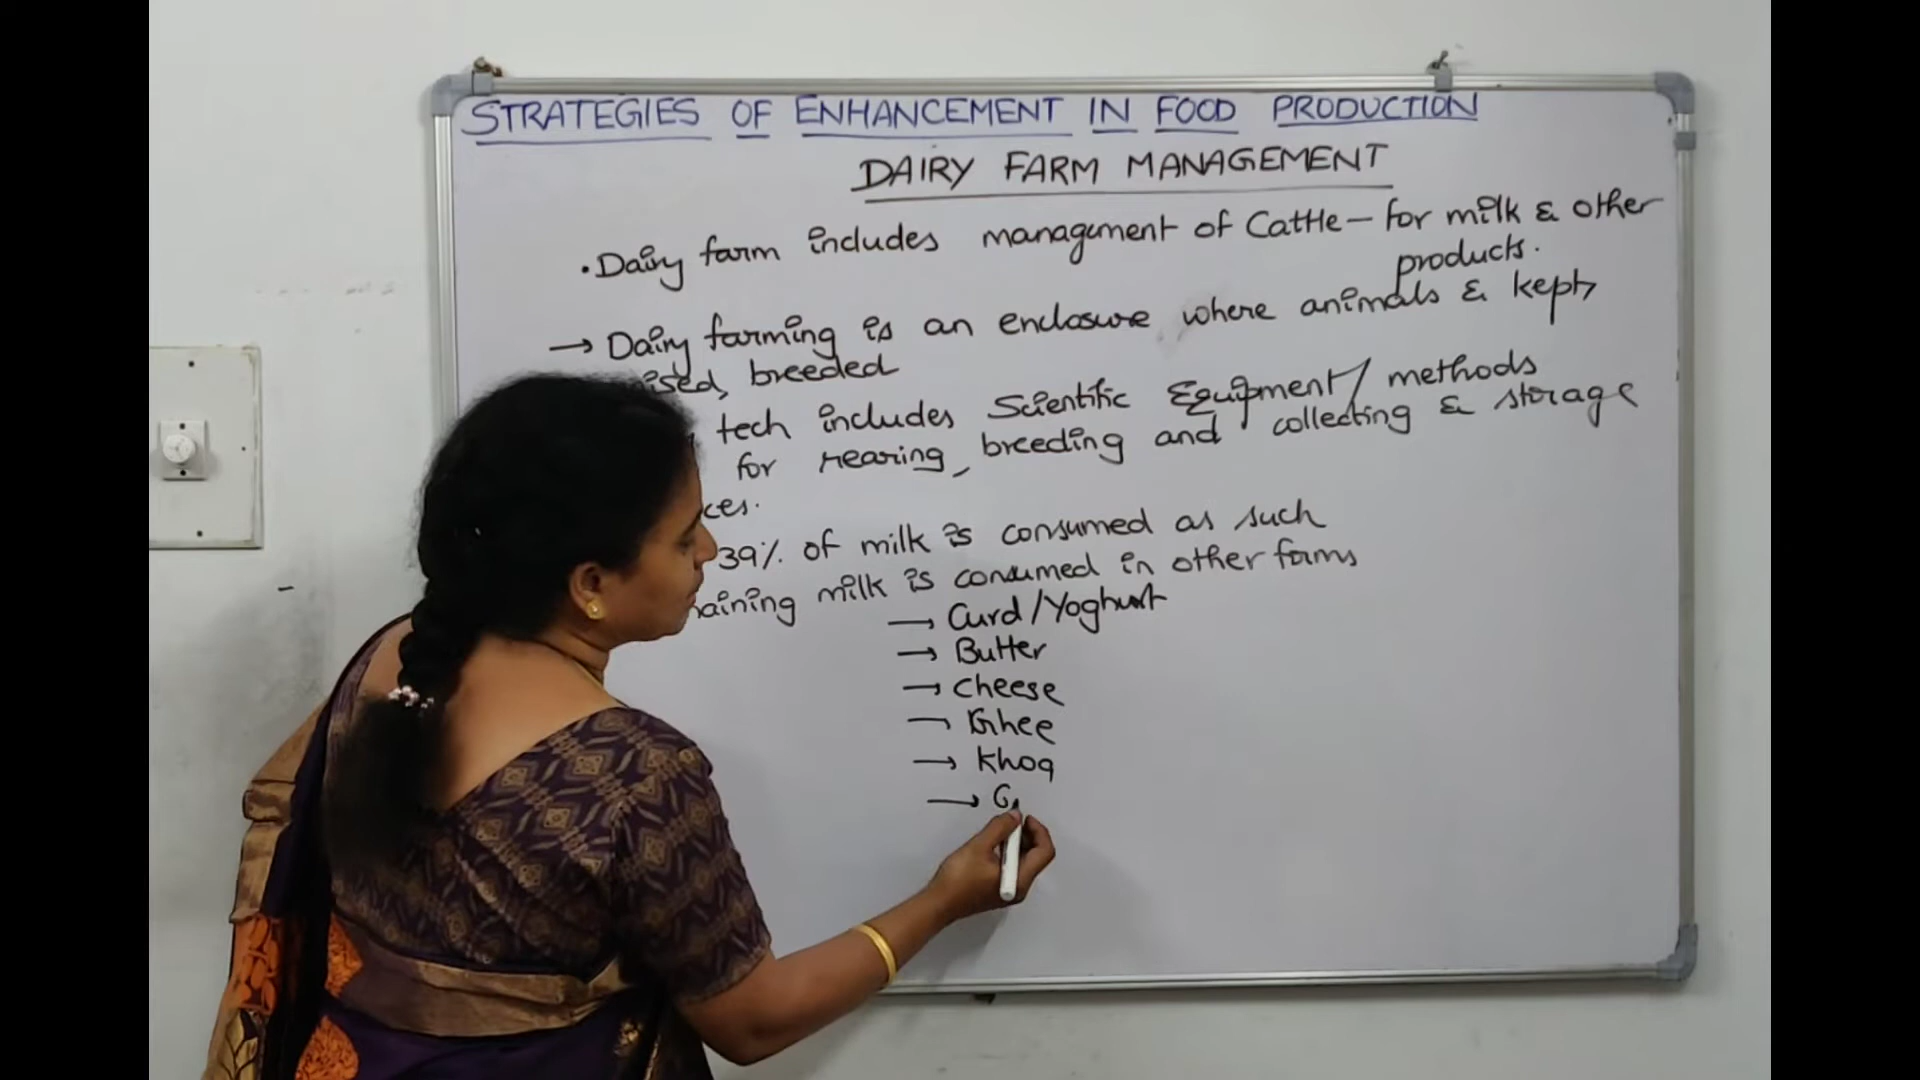 STRATEGIES OF ENHANCEMENT IN FOOD PRODUCTION
DAIRY FARM MANAGEMENT
• Dairy farm includes management of Cattle – for milk & other
products.
→ Dairy farming is an enclosure where animals & kept,
breeded
tech includes Scientific Equipment / methods
for rearing, breeding and collecting & storage
39% of milk is consumed as such
milk is consumed in other forms
→ Curd / Yoghurt
→ Butter
→ Cheese
→ Ghee
→ Khoa
→